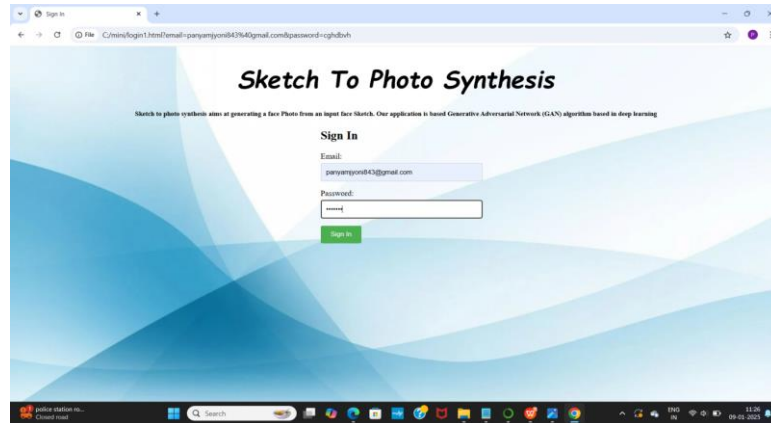 Sign In
File C:/mini/login1.html?email=panyamjyoni843%40gmail.com&password=cghdbvh
Sketch To Photo Synthesis
Sketch to photo synthesis aims at generating a face Photo from an input face Sketch. Our application is based Generative Adversarial Network (GAN) algorithm based in deep learning
Sign In
Email:
panyamjyoni843@gmail.com
Password:
Sign In
police station ro...
Closed road
Search
ENG
IN
11:26
09-01-2025